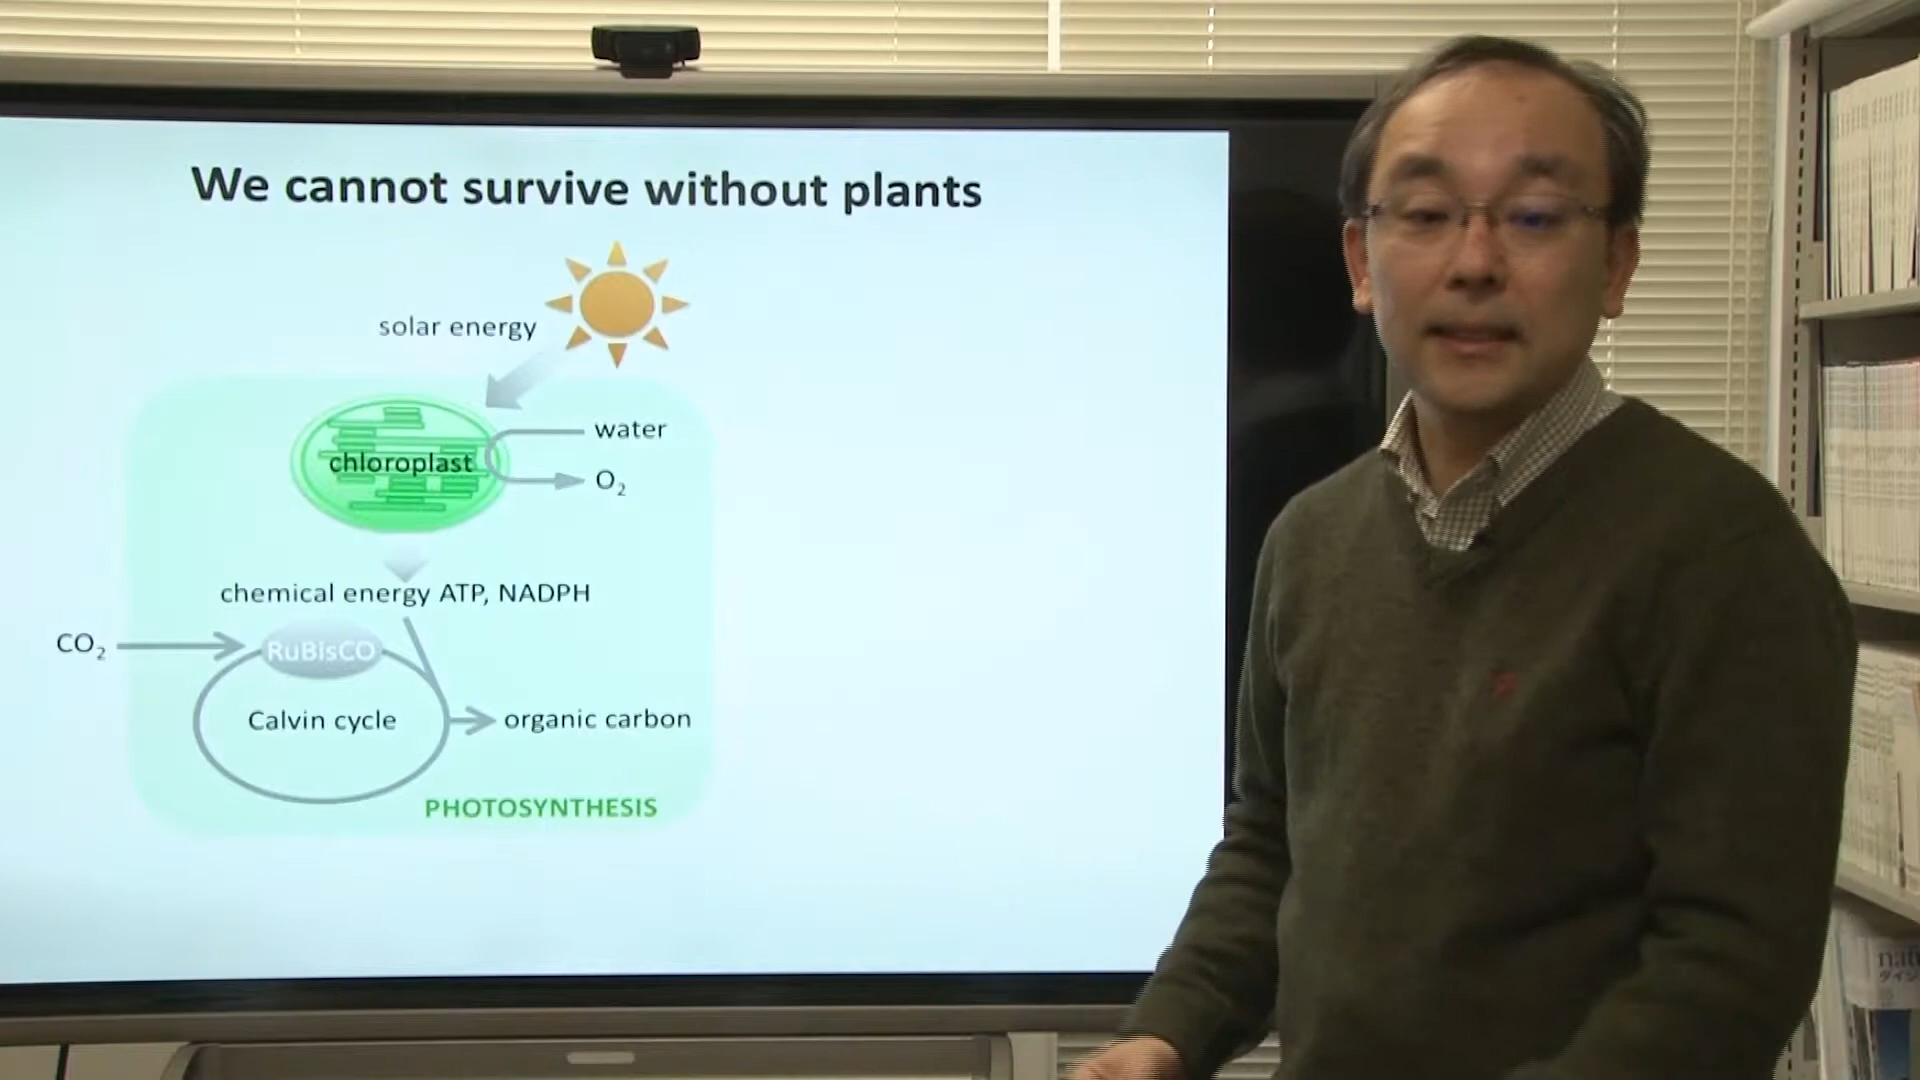 We cannot survive without plants
solar energy
water
chloroplast
O₂
chemical energy ATP, NADPH
CO₂
RuBisCO
Calvin cycle
organic carbon
PHOTOSYNTHESIS